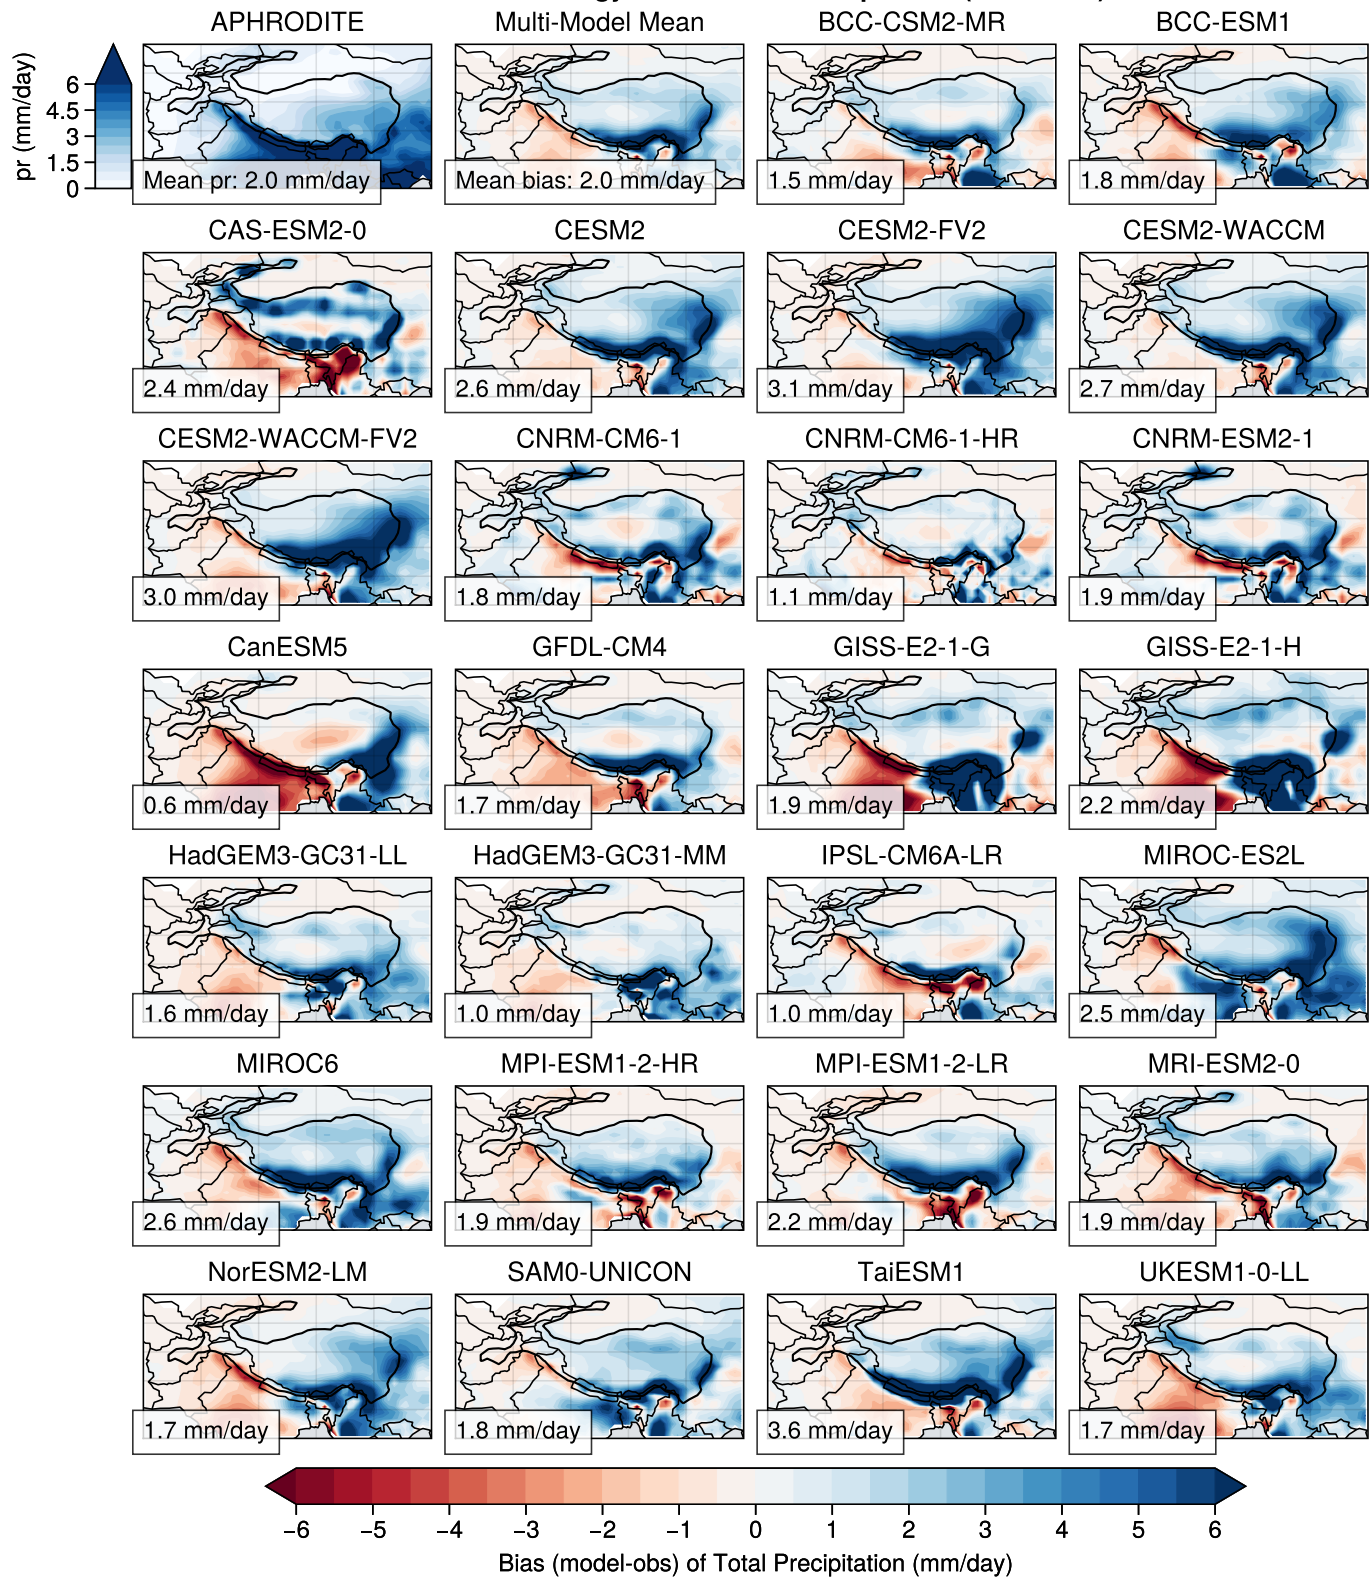 APHRODITE
Multi-Model Mean
BCC-CSM2-MR
BCC-ESM1
pr (mm/day)
6
4.5
3
1.5
0
Mean pr: 2.0 mm/day
Mean bias: 2.0 mm/day
1.5 mm/day
1.8 mm/day
CAS-ESM2-0
CESM2
CESM2-FV2
CESM2-WACCM
2.4 mm/day
2.6 mm/day
3.1 mm/day
2.7 mm/day
CESM2-WACCM-FV2
CNRM-CM6-1
CNRM-CM6-1-HR
CNRM-ESM2-1
3.0 mm/day
1.8 mm/day
1.1 mm/day
1.9 mm/day
CanESM5
GFDL-CM4
GISS-E2-1-G
GISS-E2-1-H
0.6 mm/day
1.7 mm/day
1.9 mm/day
2.2 mm/day
HadGEM3-GC31-LL
HadGEM3-GC31-MM
IPSL-CM6A-LR
MIROC-ES2L
1.6 mm/day
1.0 mm/day
1.0 mm/day
2.5 mm/day
MIROC6
MPI-ESM1-2-HR
MPI-ESM1-2-LR
MRI-ESM2-0
2.6 mm/day
1.9 mm/day
2.2 mm/day
1.9 mm/day
NorESM2-LM
SAM0-UNICON
TaiESM1
UKESM1-0-LL
1.7 mm/day
1.8 mm/day
3.6 mm/day
1.7 mm/day
−6 −5 −4 −3 −2 −1 0 1 2 3 4 5 6
Bias (model-obs) of Total Precipitation (mm/day)